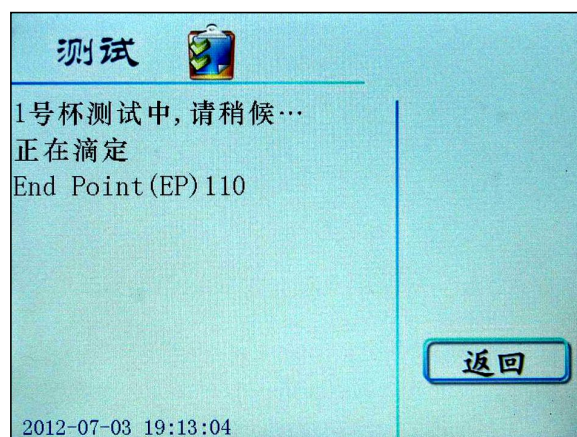 测试
1号杯测试中,请稍候…
正在滴定
End Point(EP)110
返回
2012-07-03 19:13:04